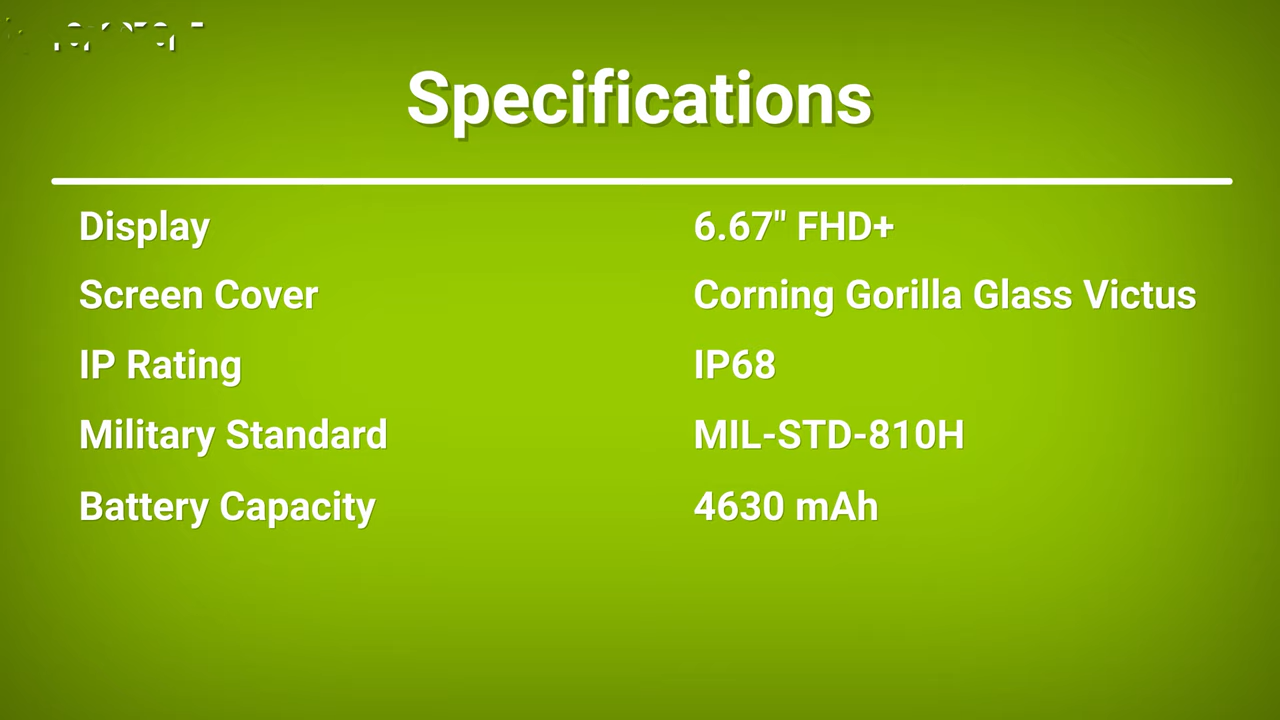 Specifications
Display 6.67" FHD+
Screen Cover Corning Gorilla Glass Victus
IP Rating IP68
Military Standard MIL-STD-810H
Battery Capacity 4630 mAh